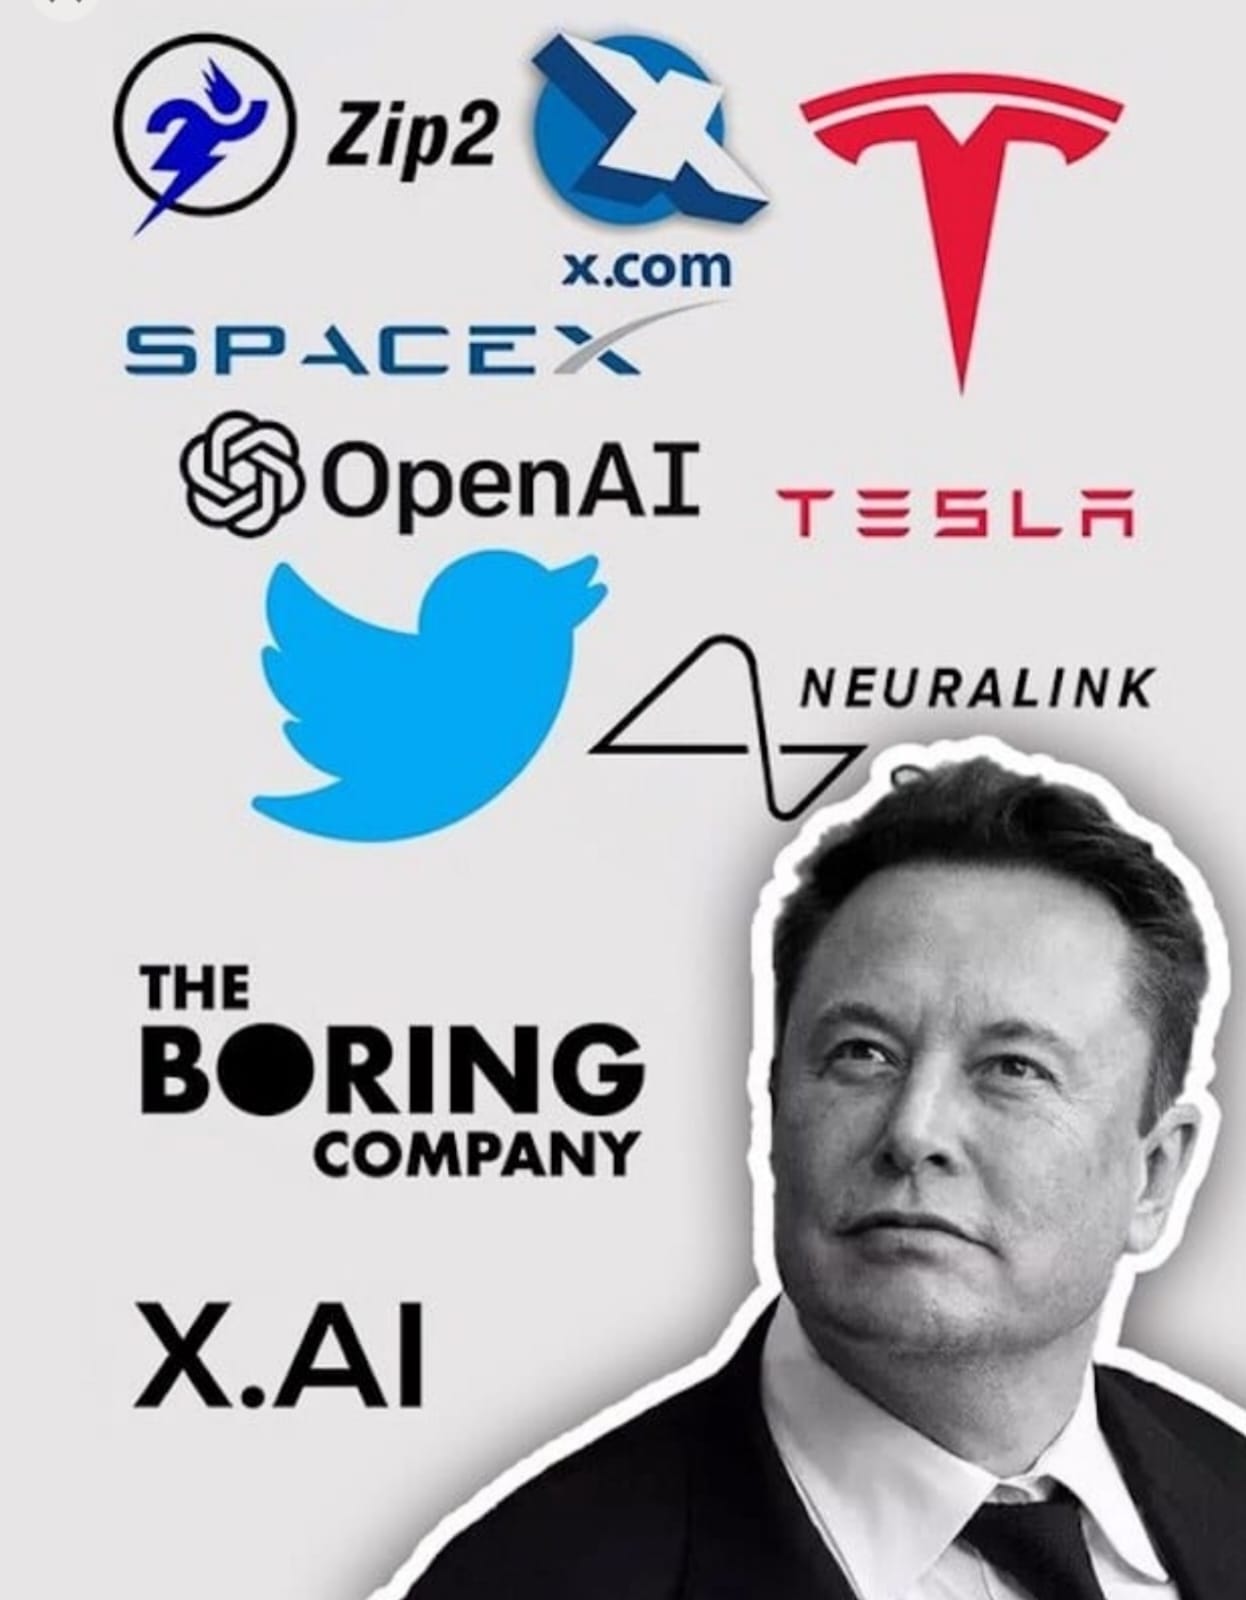 Zip2
x.com
SPACEX
OpenAI
TESLA
NEURALINK
THE
BORING
COMPANY
X.AI